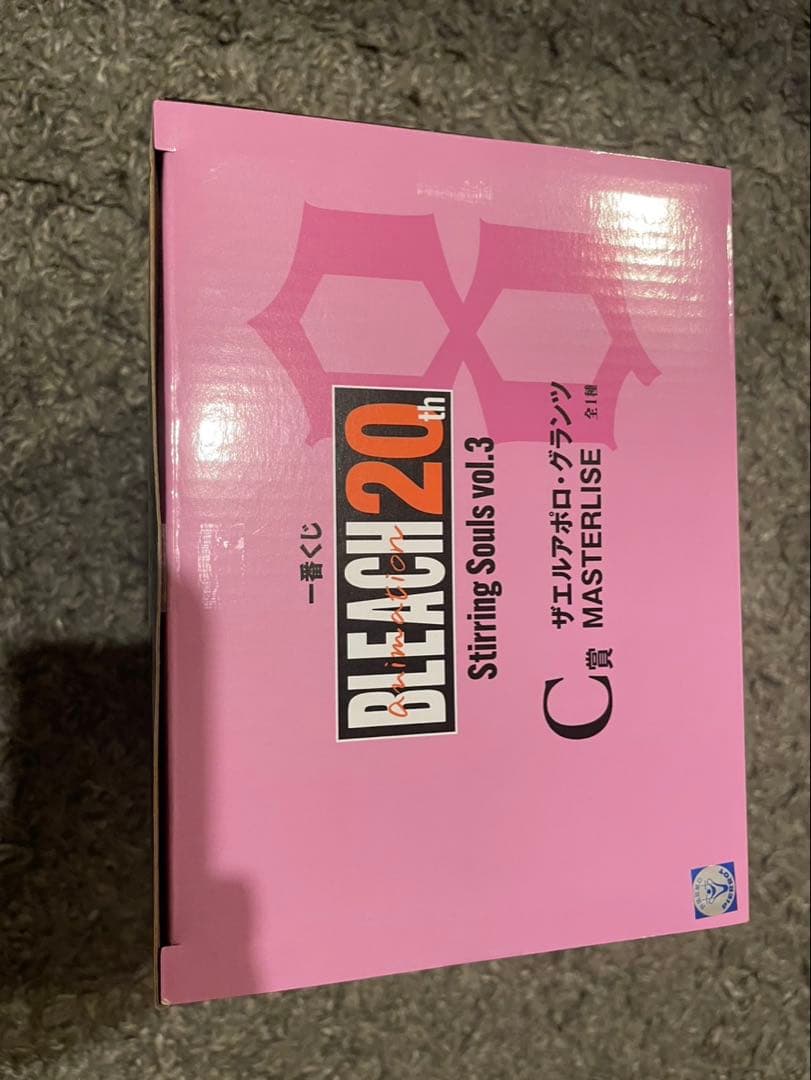 一番くじ
BLEACH 20th
animation
Stirring Souls vol.3
C賞 ザエルアポロ・グランツ
MASTERLISE 全1種
PIERROT